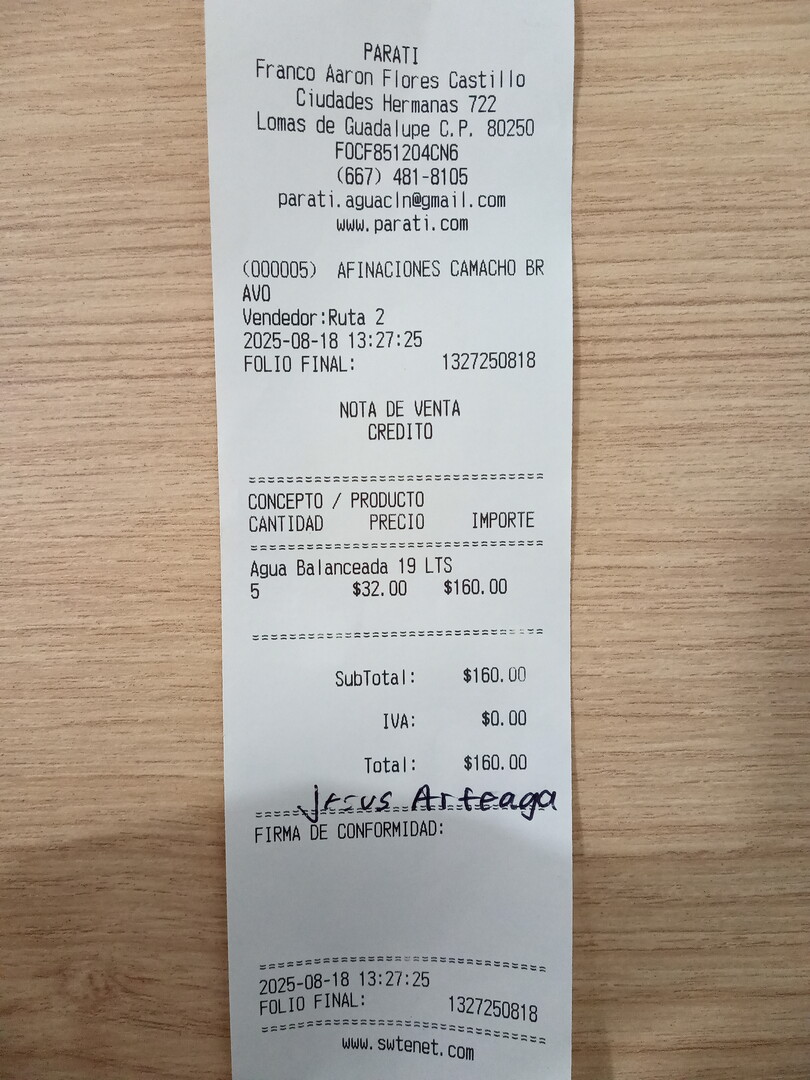 PARATI
Franco Aaron Flores Castillo
Ciudades Hermanas 722
Lomas de Guadalupe C.P. 80250
FOCF851204CN6
(667) 481-8105
parati.aguacln@gmail.com
www.parati.com
(000005) AFINACIONES CAMACHO BR
AVO
Vendedor:Ruta 2
2025-08-18 13:27:25
FOLIO FINAL: 1327250818
NOTA DE VENTA
CREDITO
================================
CONCEPTO / PRODUCTO
CANTIDAD PRECIO IMPORTE
================================
Agua Balanceada 19 LTS
5 $32.00 $160.00
================================
SubTotal: $160.00
IVA: $0.00
Total: $160.00
Jesus Arteaga
================================
FIRMA DE CONFORMIDAD:
================================
2025-08-18 13:27:25
FOLIO FINAL: 1327250818
================================
www.swtenet.com